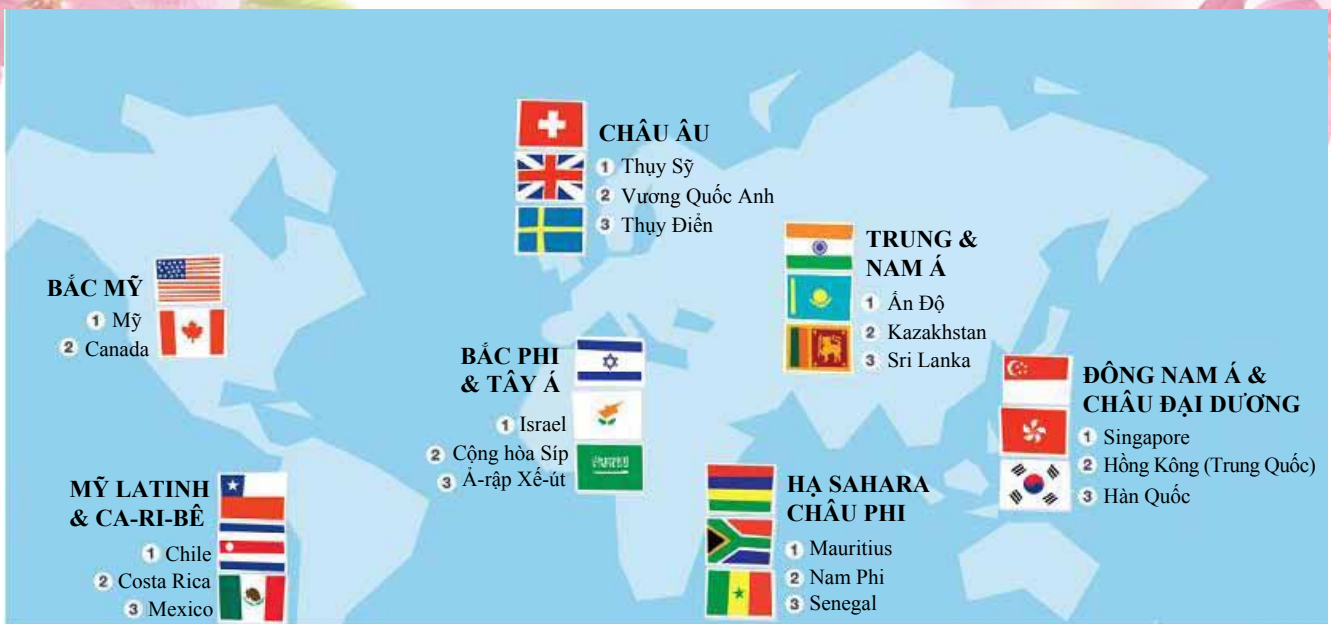 CHÂU ÂU
1 Thụy Sỹ
2 Vương Quốc Anh
3 Thụy Điển
TRUNG &
NAM Á
1 Ấn Độ
2 Kazakhstan
3 Sri Lanka
BẮC MỸ
1 Mỹ
2 Canada
BẮC PHI
& TÂY Á
1 Israel
2 Cộng hòa Síp
3 Ả-rập Xế-út
ĐÔNG NAM Á &
CHÂU ĐẠI DƯƠNG
1 Singapore
2 Hồng Kông (Trung Quốc)
3 Hàn Quốc
MỸ LATINH
& CA-RI-BÊ
1 Chile
2 Costa Rica
3 Mexico
HẠ SAHARA
CHÂU PHI
1 Mauritius
2 Nam Phi
3 Senegal